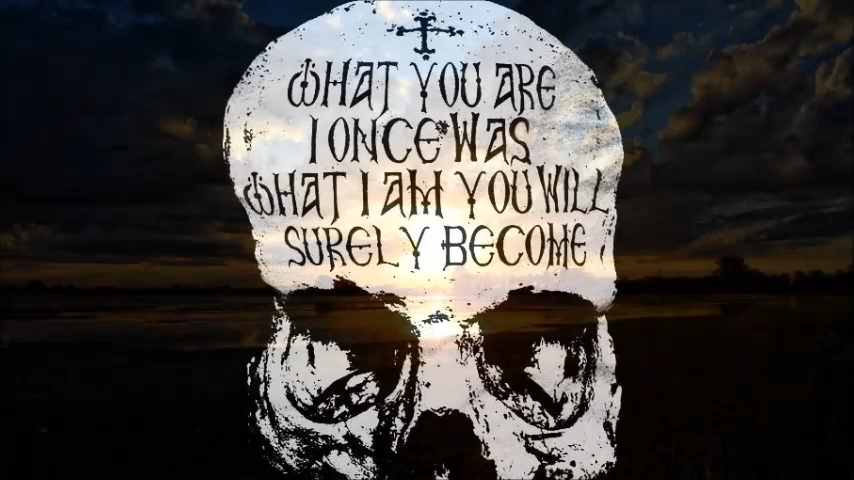 WHAT YOU ARE
I ONCE WAS
WHAT I AM YOU WILL
SURELY BECOME